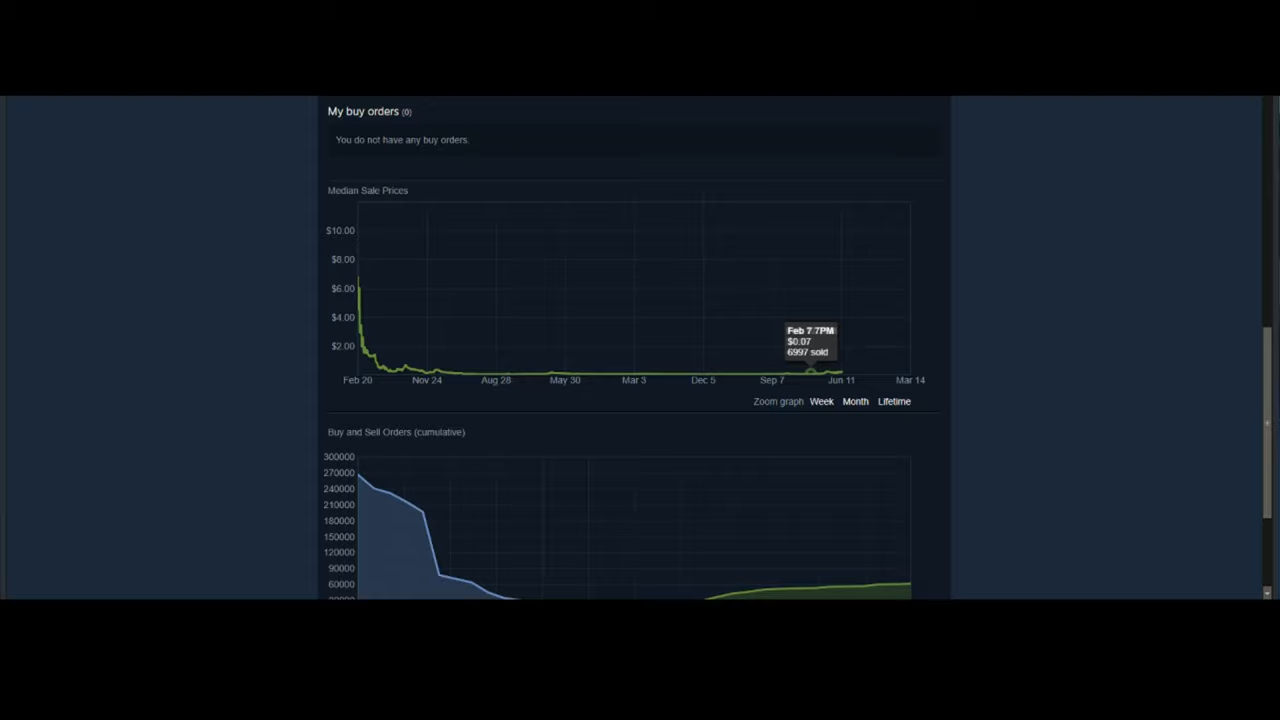 My buy orders (0)
You do not have any buy orders.
Median Sale Prices
$10.00
$8.00
$6.00
$4.00
$2.00
Feb 7 7PM
$0.07
6997 sold
Feb 20 Nov 24 Aug 28 May 30 Mar 3 Dec 5 Sep 7 Jun 11 Mar 14
Zoom graph Week Month Lifetime
Buy and Sell Orders (cumulative)
300000
270000
240000
210000
180000
150000
120000
90000
60000